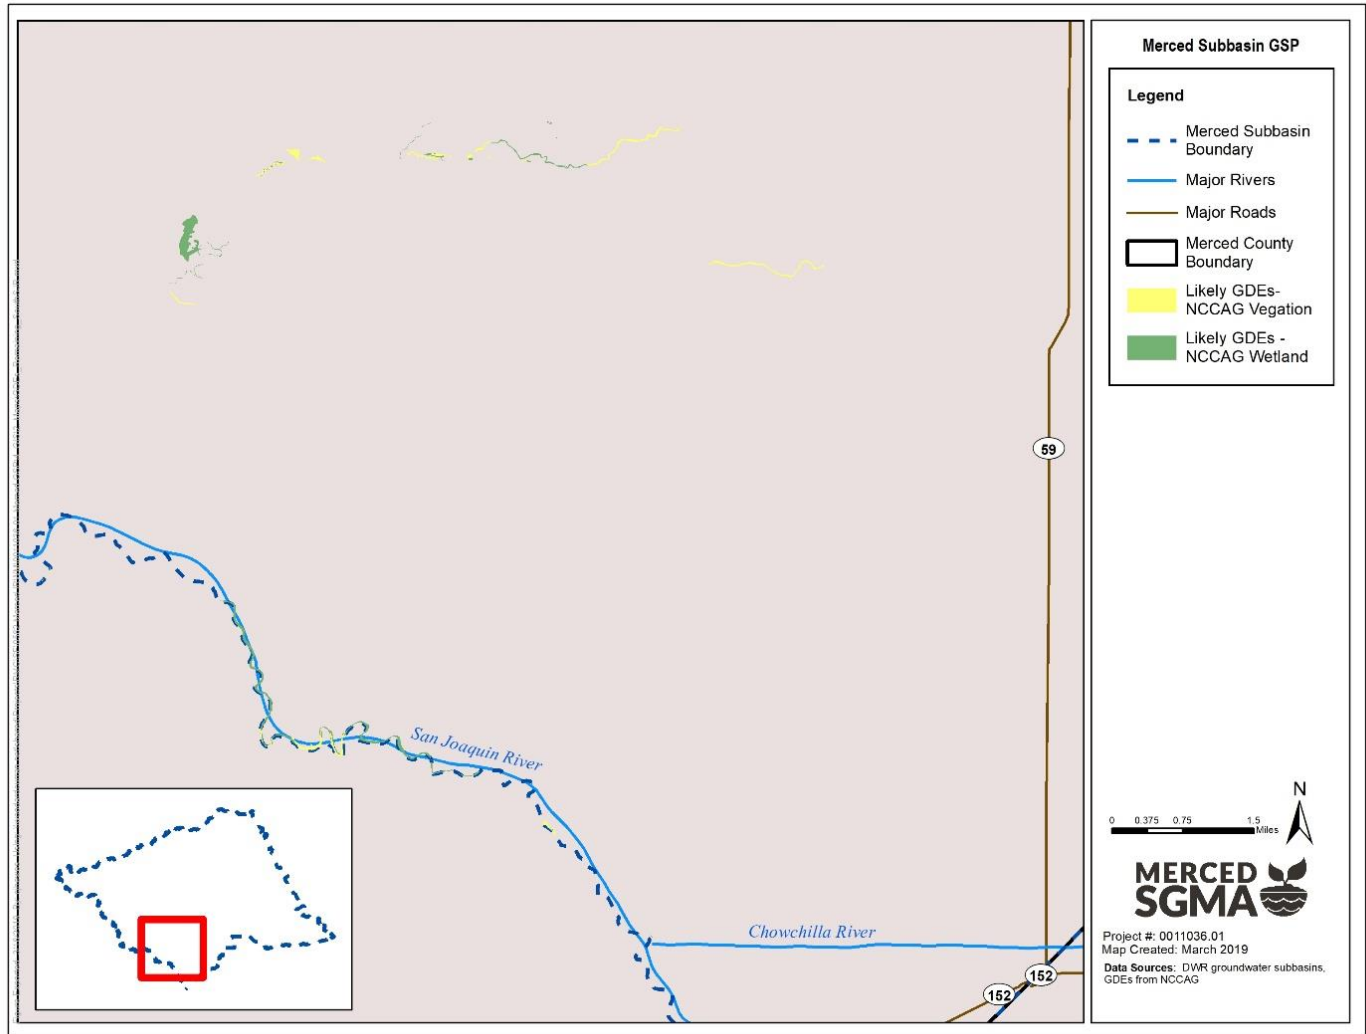 Merced Subbasin GSP
Legend
Merced Subbasin
Boundary
Major Rivers
Major Roads
Merced County
Boundary
Likely GDEs-
NCCAG Vegation
Likely GDEs -
NCCAG Wetland
59
San Joaquin River
Chowchilla River
152
152
N
0 0.375 0.75 1.5
Miles
MERCED
SGMA
Project #: 0011036.01
Map Created: March 2019
Data Sources: DWR groundwater subbasins,
GDEs from NCCAG